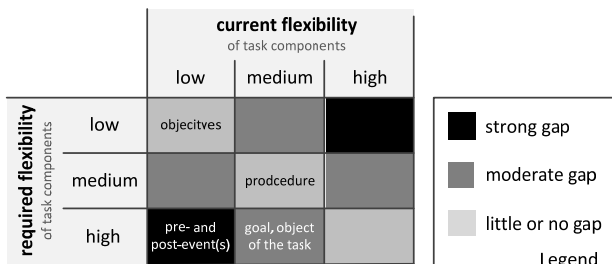 current flexibility
of task components
low medium high
required flexibility
of task components
low objecitves
medium prodcedure
high pre- and
post-event(s) goal, object
of the task
strong gap
moderate gap
little or no gap
Legend